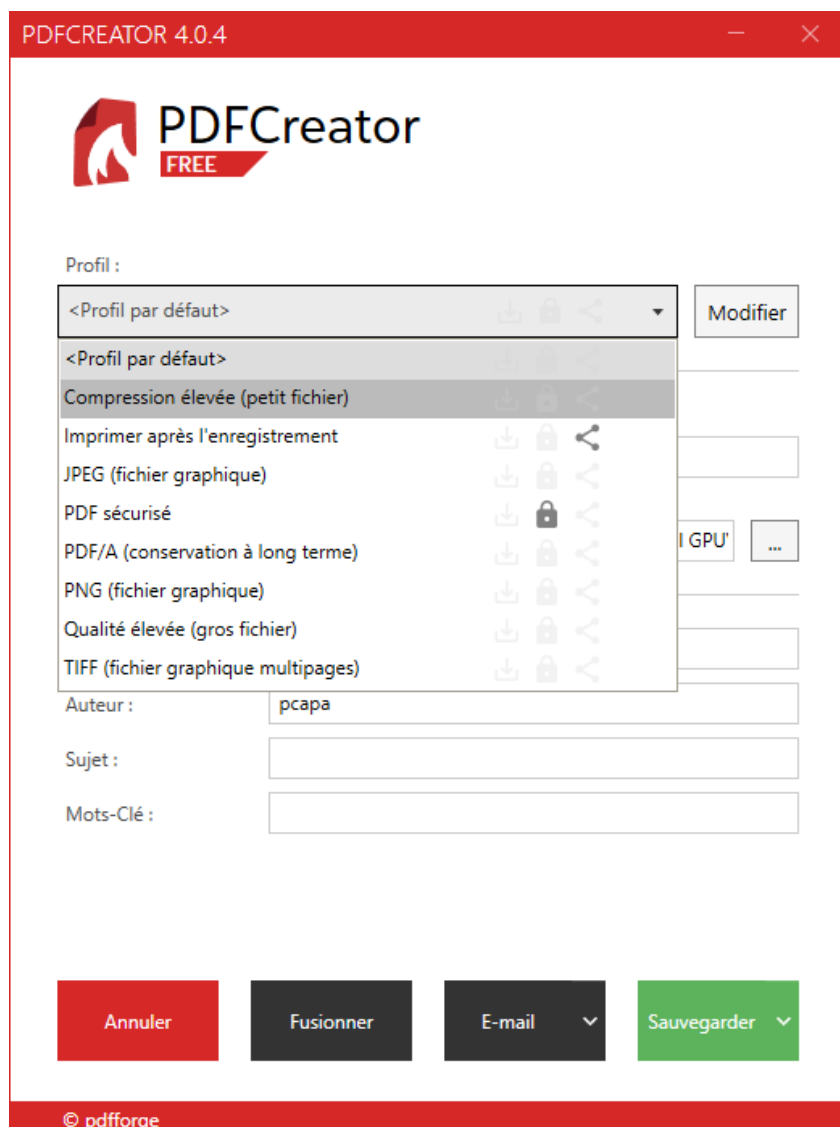 PDFCREATOR 4.0.4
PDFCreator
FREE
Profil :
<Profil par défaut>
Modifier
<Profil par défaut>
Compression élevée (petit fichier)
Imprimer après l'enregistrement
JPEG (fichier graphique)
PDF sécurisé
PDF/A (conservation à long terme)
GPU'
...
PNG (fichier graphique)
Qualité élevée (gros fichier)
TIFF (fichier graphique multipages)
Auteur :
pcapa
Sujet :
Mots-Clé :
Annuler
Fusionner
E-mail
Sauvegarder
© pdfforge